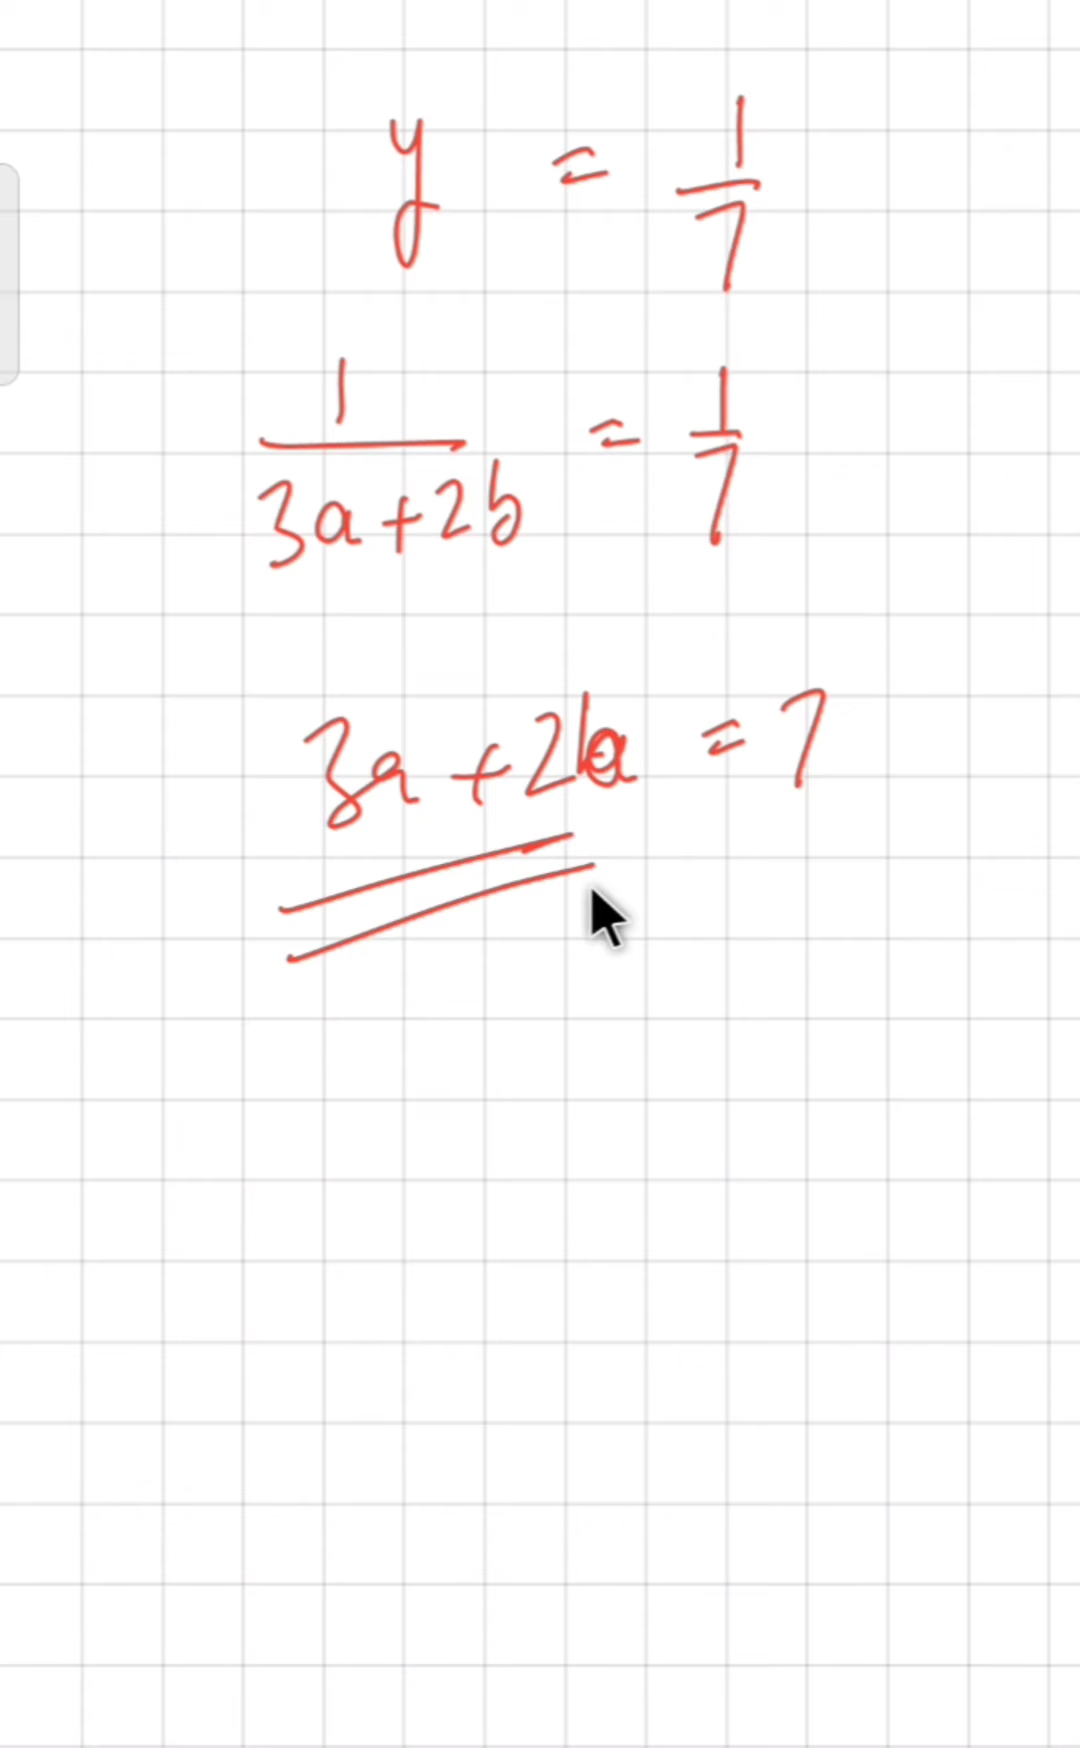 y = 1/7
1/(3a+2b) = 1/7
3a + 2b = 7